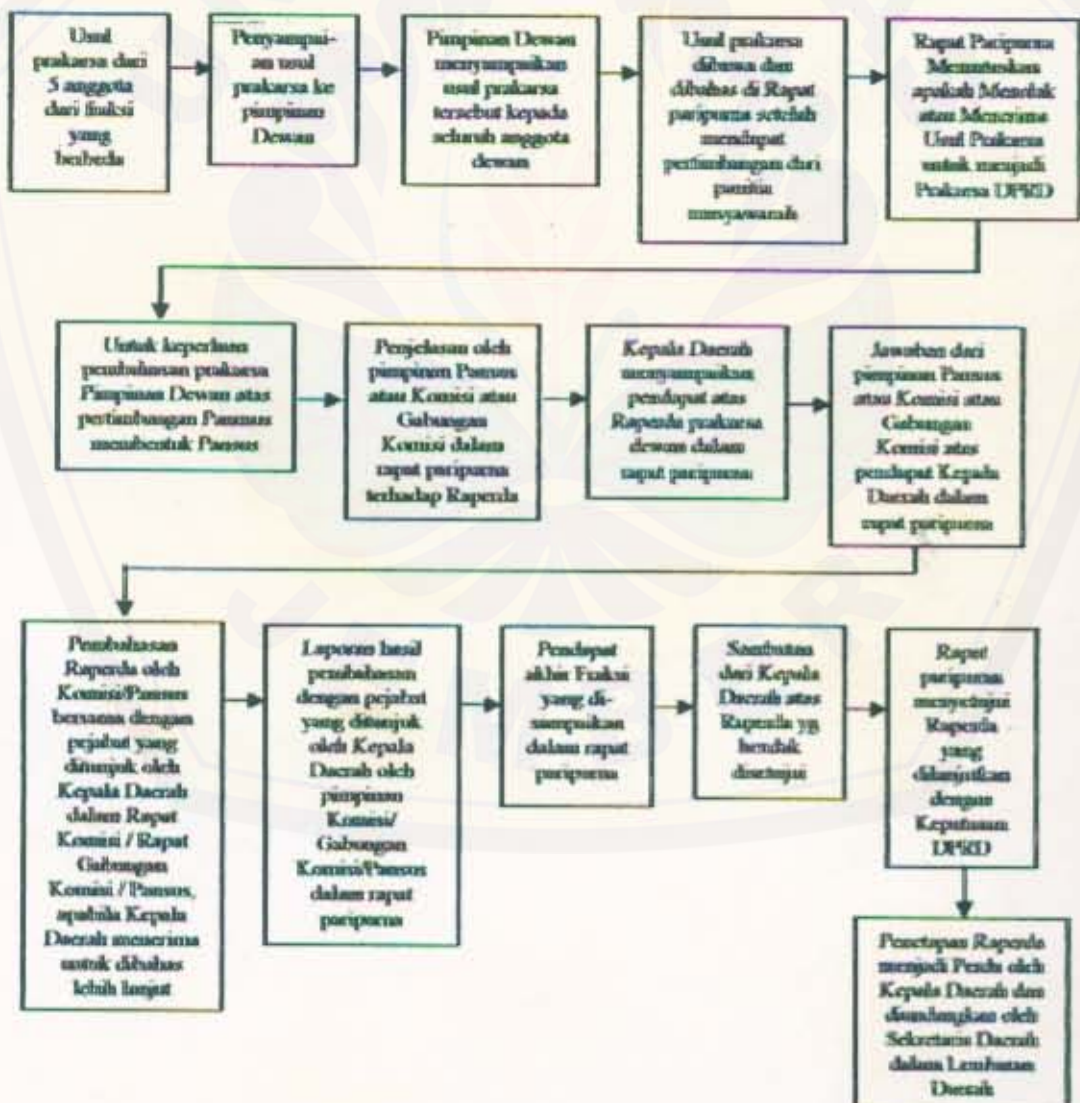 Usul
prakarsa dari
5 anggota
dari fraksi
yang
berbeda
Penyampai-
an usul
prakarsa ke
pimpinan
Dewan
Pimpinan Dewan
menyampaikan
usul prakarsa
tersebut kepada
seluruh anggota
dewan
Usul prakarsa
dibawa dan
dibahas di Rapat
paripurna setelah
mendapat
pertimbangan dari
panitia
musyawarah
Rapat Paripurna
Memutuskan
apakah Menolak
atau Menerima
Usul Prakarsa
untuk menjadi
Prakarsa DPRD
Untuk keperluan
pembahasan prakarsa
Pimpinan Dewan atas
pertimbangan Panmus
membentuk Pansus
Penjelasan oleh
pimpinan Pansus
atau Komisi atau
Gabungan
Komisi dalam
rapat paripurna
terhadap Raperda
Kepala Daerah
menyampaikan
pendapat atas
Raperda prakarsa
dewan dalam
rapat paripurna
Jawaban dari
pimpinan Pansus
atau Komisi atau
Gabungan
Komisi atas
pendapat Kepala
Daerah dalam
rapat paripurna
Pembahasan
Raperda oleh
Komisi/Pansus
bersama dengan
pejabat yang
ditunjuk oleh
Kepala Daerah
dalam Rapat
Komisi / Rapat
Gabungan
Komisi / Pansus,
apabila Kepala
Daerah menerima
untuk dibahas
lebih lanjut
Laporan hasil
pembahasan
dengan pejabat
yang ditunjuk
oleh Kepala
Daerah oleh
pimpinan
Komisi/
Gabungan
Komisi/Pansus
dalam rapat
paripurna
Pendapat
akhir Fraksi
yang di-
sampaikan
dalam rapat
paripurna
Sambutan
dari Kepala
Daerah atas
Raperda yg
hendak
disetujui
Rapat
paripurna
menyetujui
Raperda
yang
dilanjutkan
dengan
Keputusan
DPRD
Penetapan Raperda
menjadi Perda oleh
Kepala Daerah dan
diundangkan oleh
Sekretaris Daerah
dalam Lembaran
Daerah